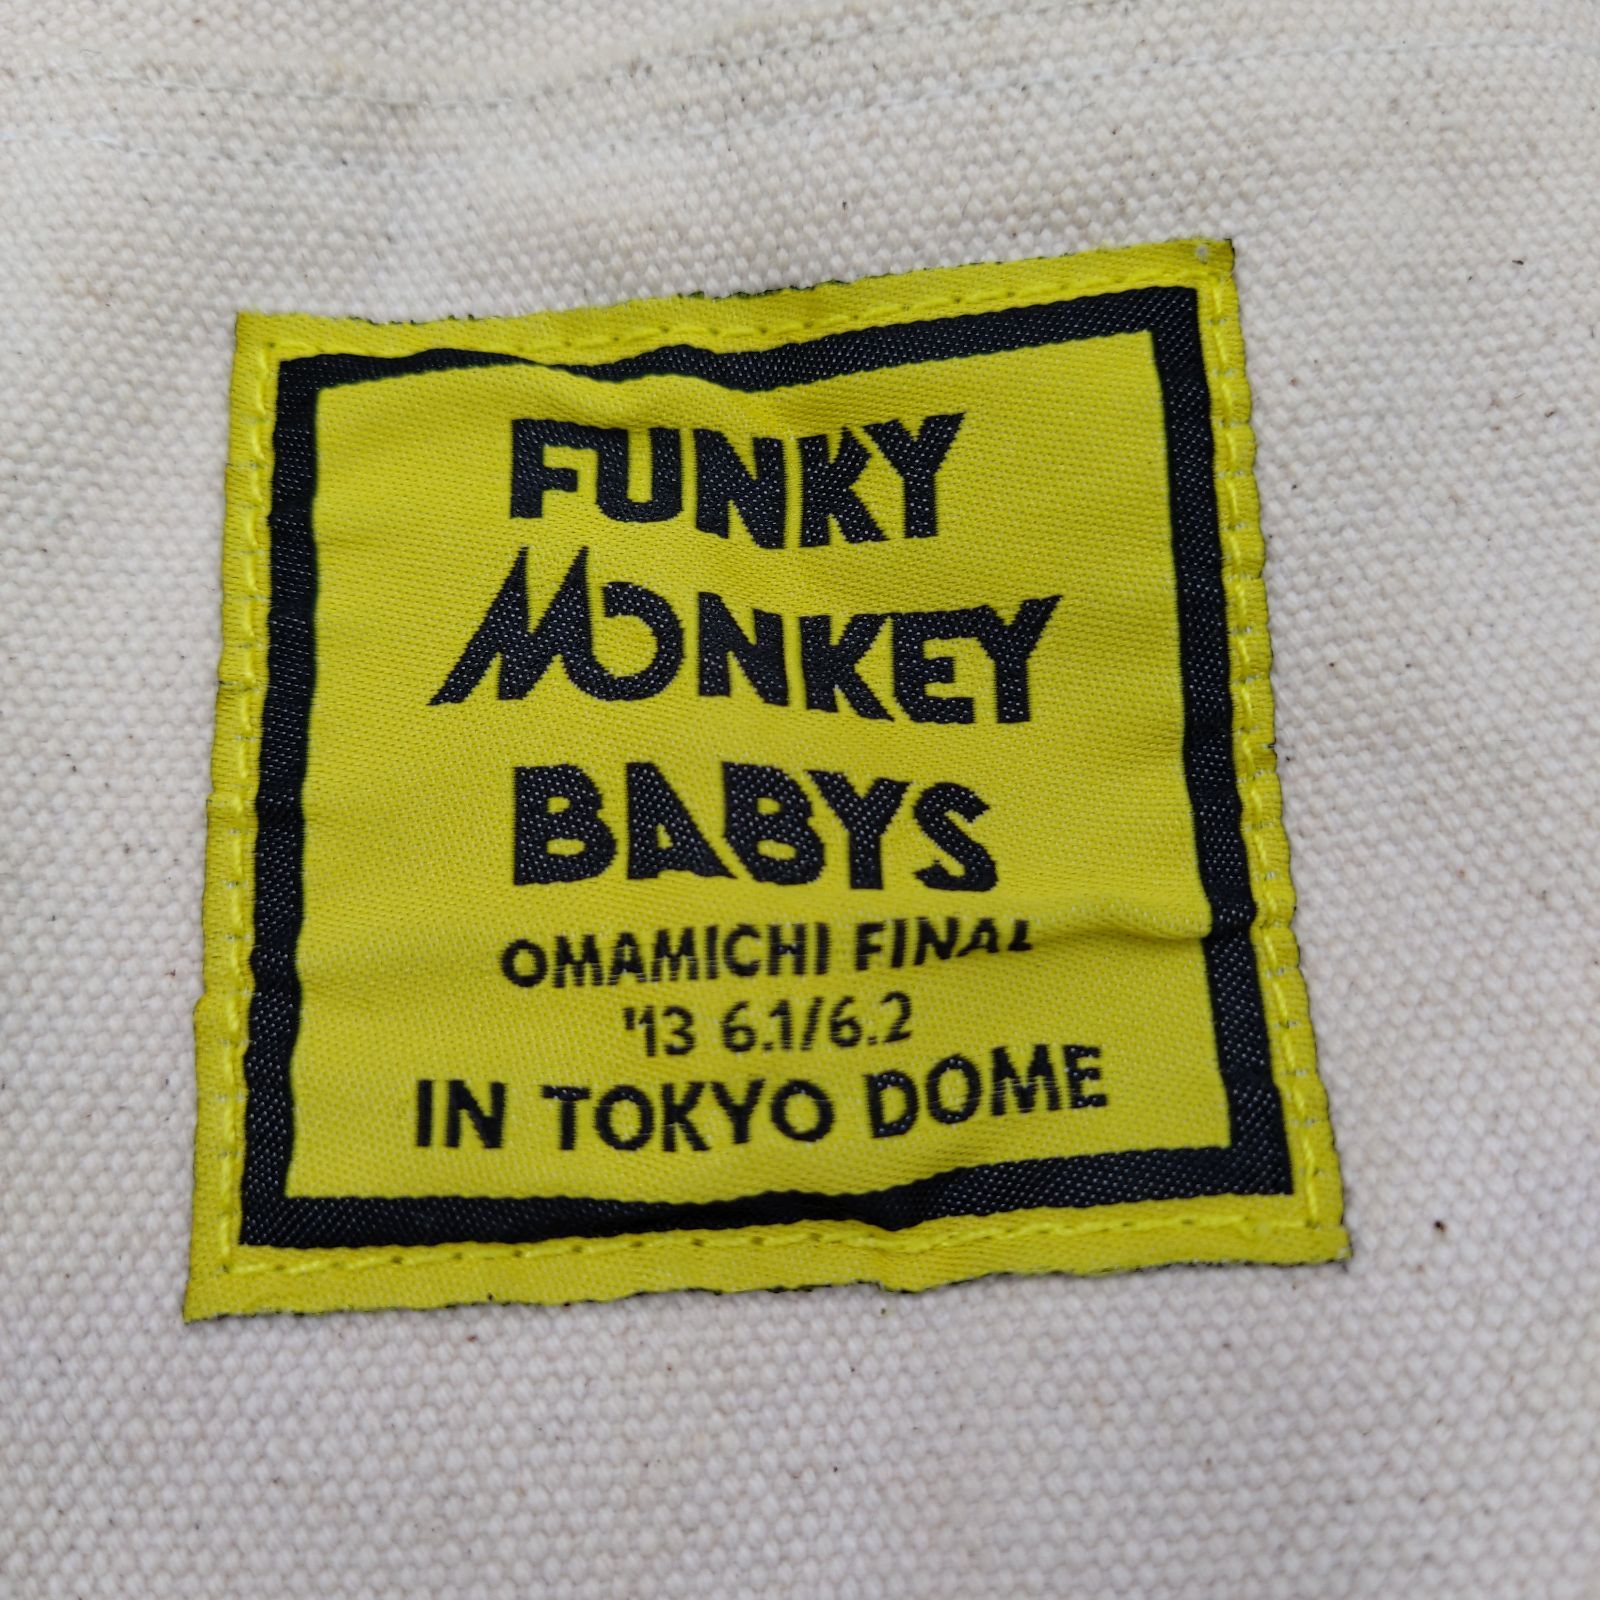 FUNKY
MONKEY
BABYS
OMAMICHI FINAL
'13 6.1/6.2
IN TOKYO DOME